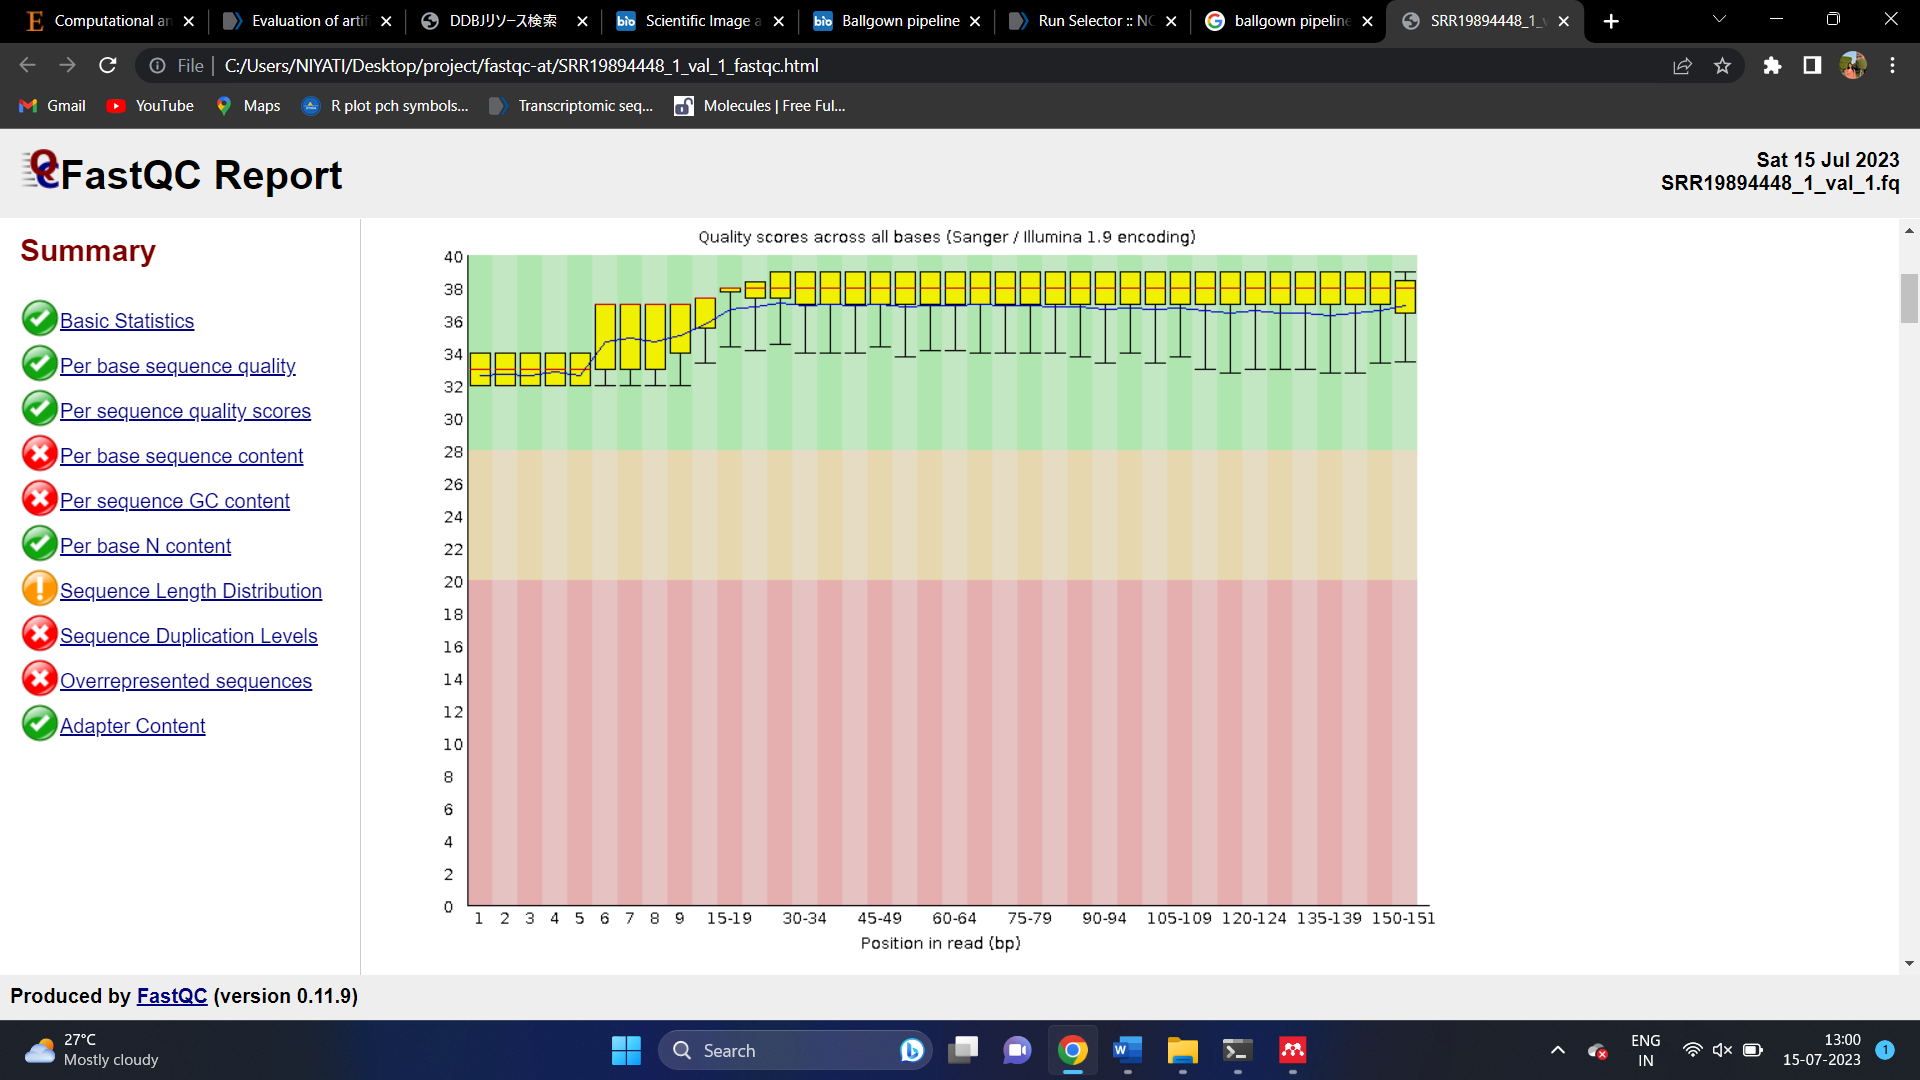 Computational an
Evaluation of artifi
DDBJリソース検索
Scientific Image a
Ballgown pipeline
Run Selector :: NC
ballgown pipeline
SRR19894448_1_v
File
C:/Users/NIYATI/Desktop/project/fastqc-at/SRR19894448_1_val_1_fastqc.html
Gmail
YouTube
Maps
R plot pch symbols...
Transcriptomic seq...
Molecules | Free Ful...
FastQC Report
Sat 15 Jul 2023
SRR19894448_1_val_1.fq
Summary
Basic Statistics
Per base sequence quality
Per sequence quality scores
Per base sequence content
Per sequence GC content
Per base N content
Sequence Length Distribution
Sequence Duplication Levels
Overrepresented sequences
Adapter Content
Quality scores across all bases (Sanger / Illumina 1.9 encoding)
40
38
36
34
32
30
28
26
24
22
20
18
16
14
12
10
8
6
4
2
0
1 2 3 4 5 6 7 8 9 15-19 30-34 45-49 60-64 75-79 90-94 105-109 120-124 135-139 150-151
Position in read (bp)
Produced by FastQC (version 0.11.9)
27°C
Mostly cloudy
Search
ENG
IN
13:00
15-07-2023
1